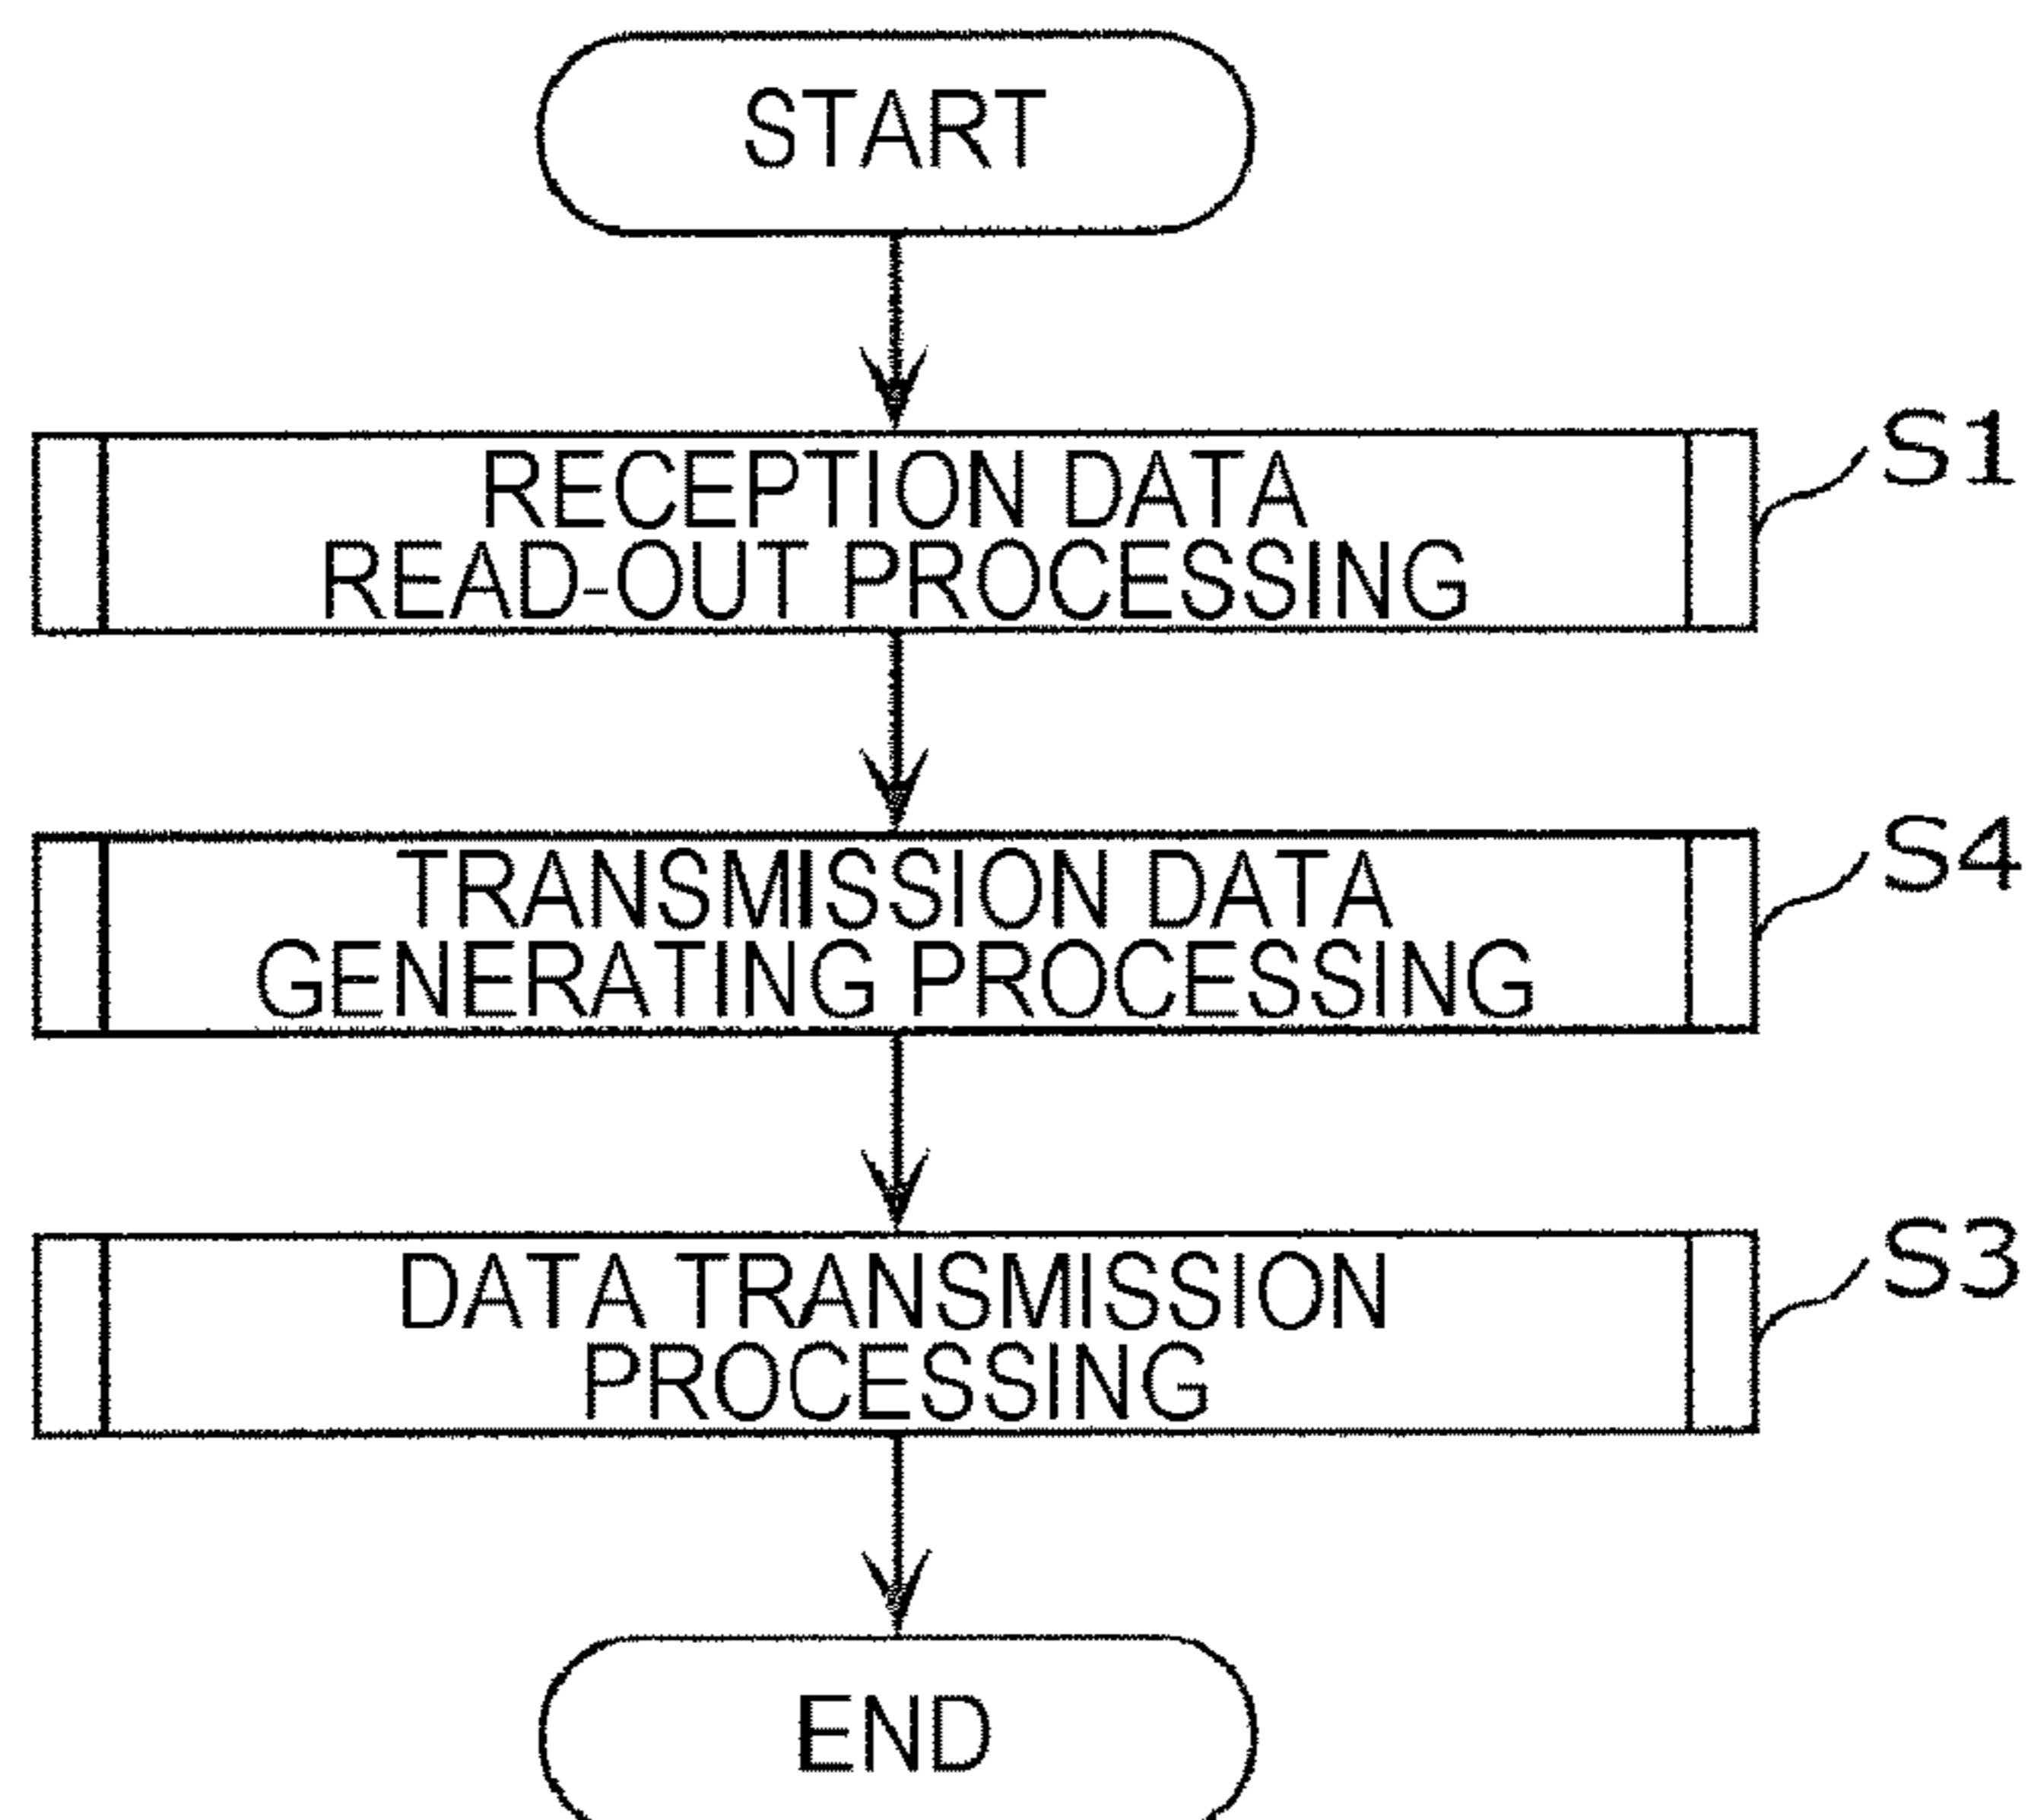 START
RECEPTION DATA
READ-OUT PROCESSING
S1
TRANSMISSION DATA
GENERATING PROCESSING
S4
DATA TRANSMISSION
PROCESSING
S3
END